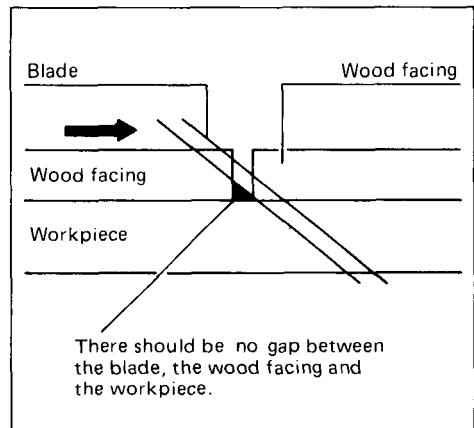 Blade
Wood facing
Wood facing
Workpiece
There should be no gap between
the blade, the wood facing and
the workpiece.